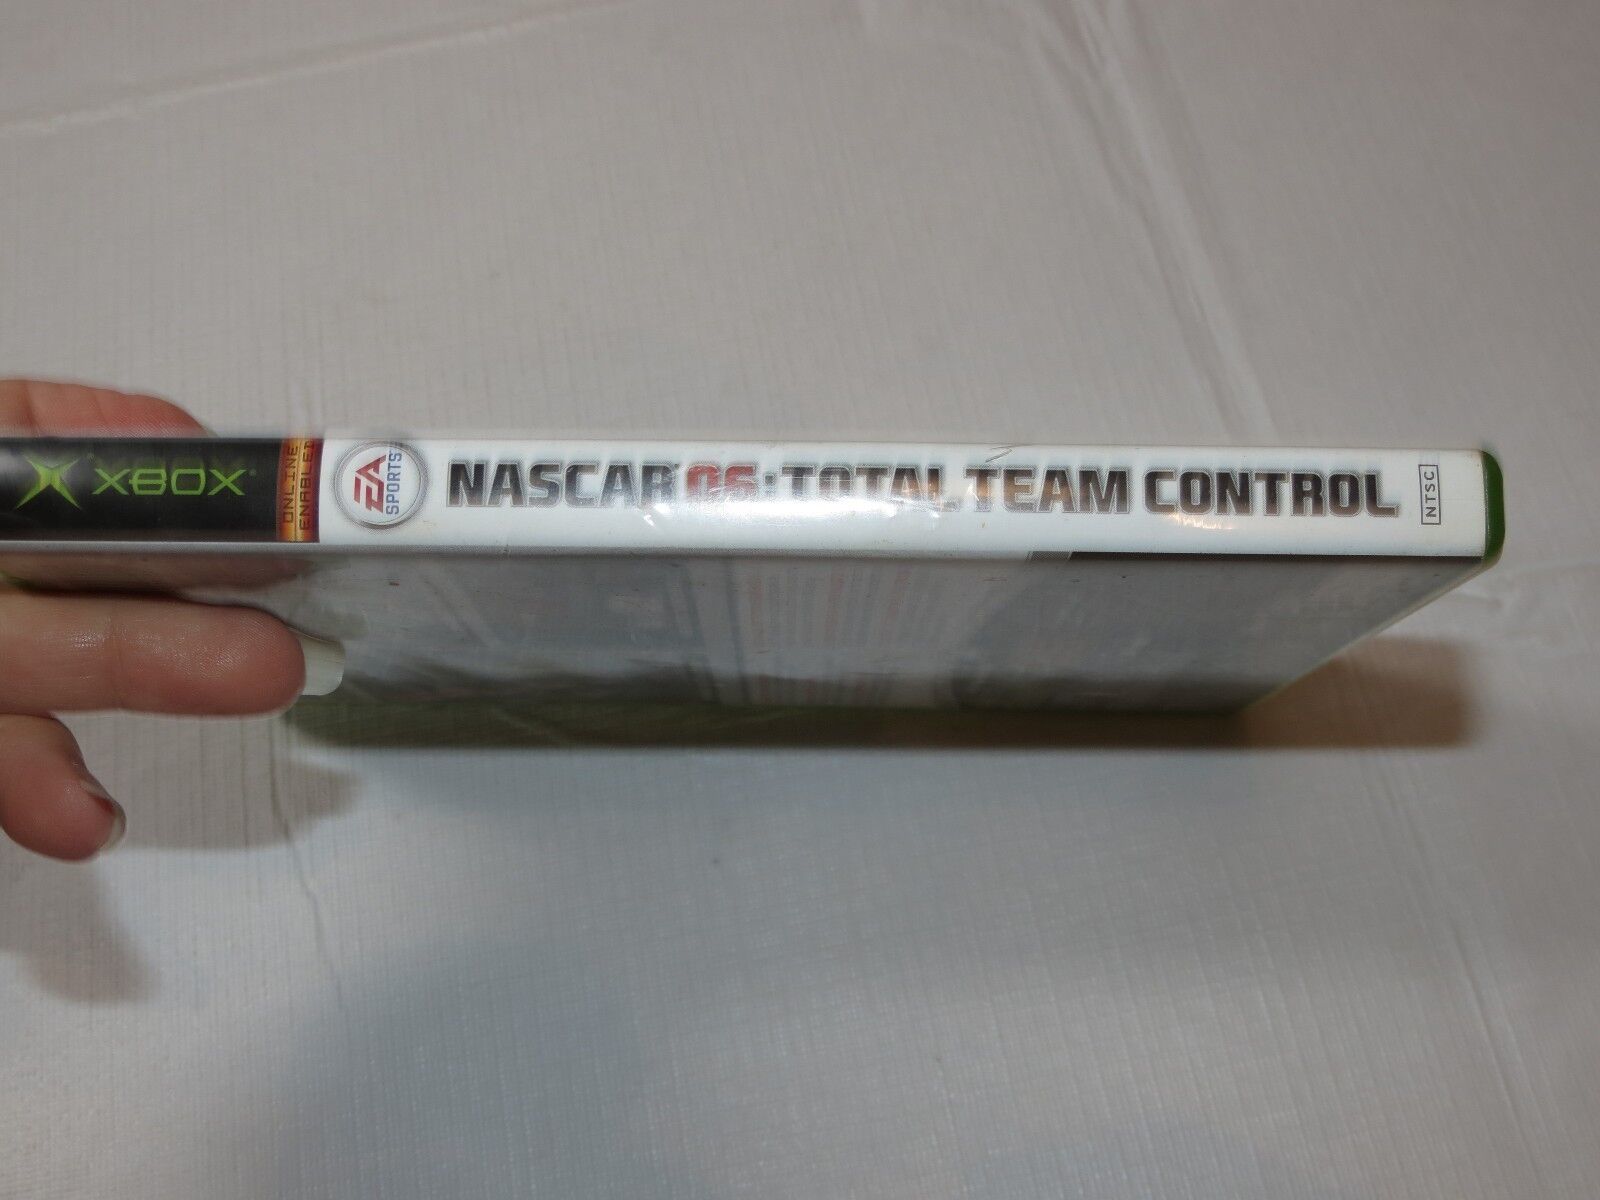 XBOX
ONLINE
ENABLED
EA
SPORTS
NASCAR 06: TOTAL TEAM CONTROL
NTSC